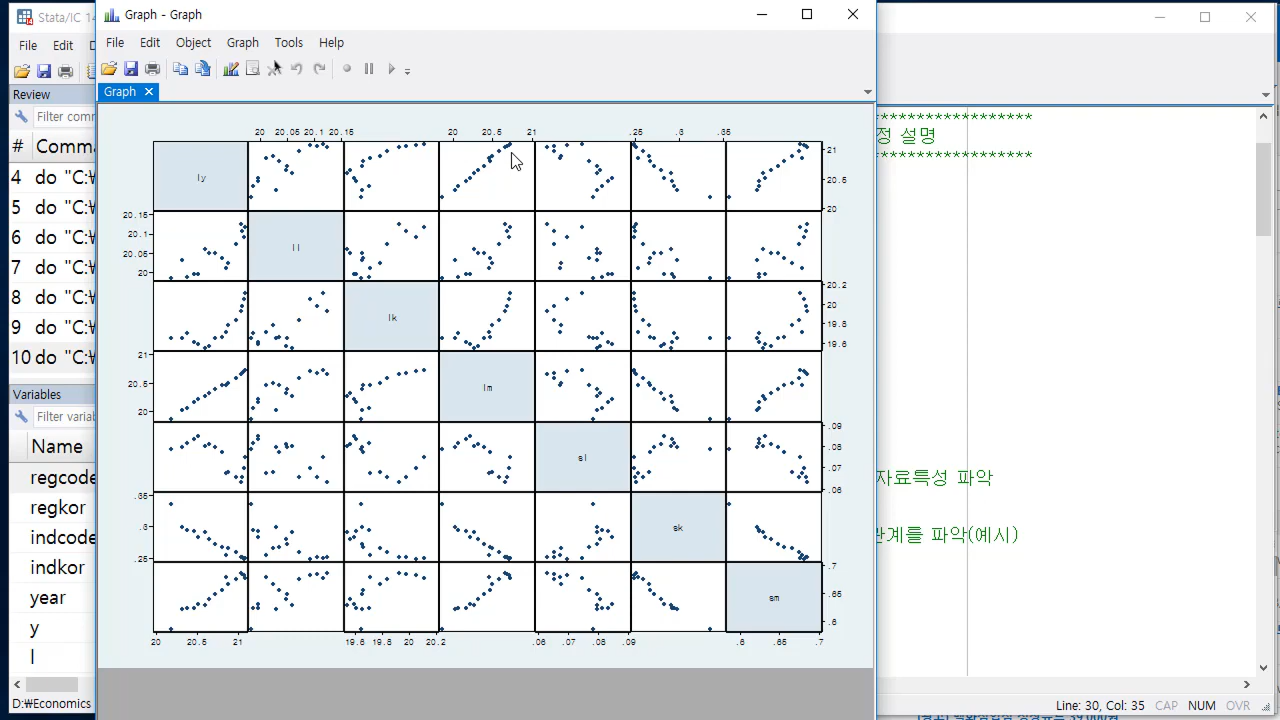 Stata/IC 14
File Edit
Review
Filter comm
# Comma
4 do "C:\
5 do "C:\
6 do "C:\
7 do "C:\
8 do "C:\
9 do "C:\
10 do "C:\
Variables
Filter variab
Name
regcode
regkor
indcode
indkor
year
y
l
D:\Economics
Graph - Graph
File Edit Object Graph Tools Help
Graph
20 20.05 20.1 20.15 20 20.5 21 .25 .3 .35
ly
21
20.5
20
20.15
20.1
20.05
20
ll
lk
20.2
20
19.8
19.6
21
20.5
20
lm
sl
.09
.08
.07
.06
.35
.3
.25
sk
sm
.7
.65
.6
20 20.5 21 19.6 19.8 20 20.2 .06 .07 .08 .09 .6 .65 .7
*****************
정 설명
*****************
자료특성 파악
관계를 파악(예시)
Line: 30, Col: 35 CAP NUM OVR